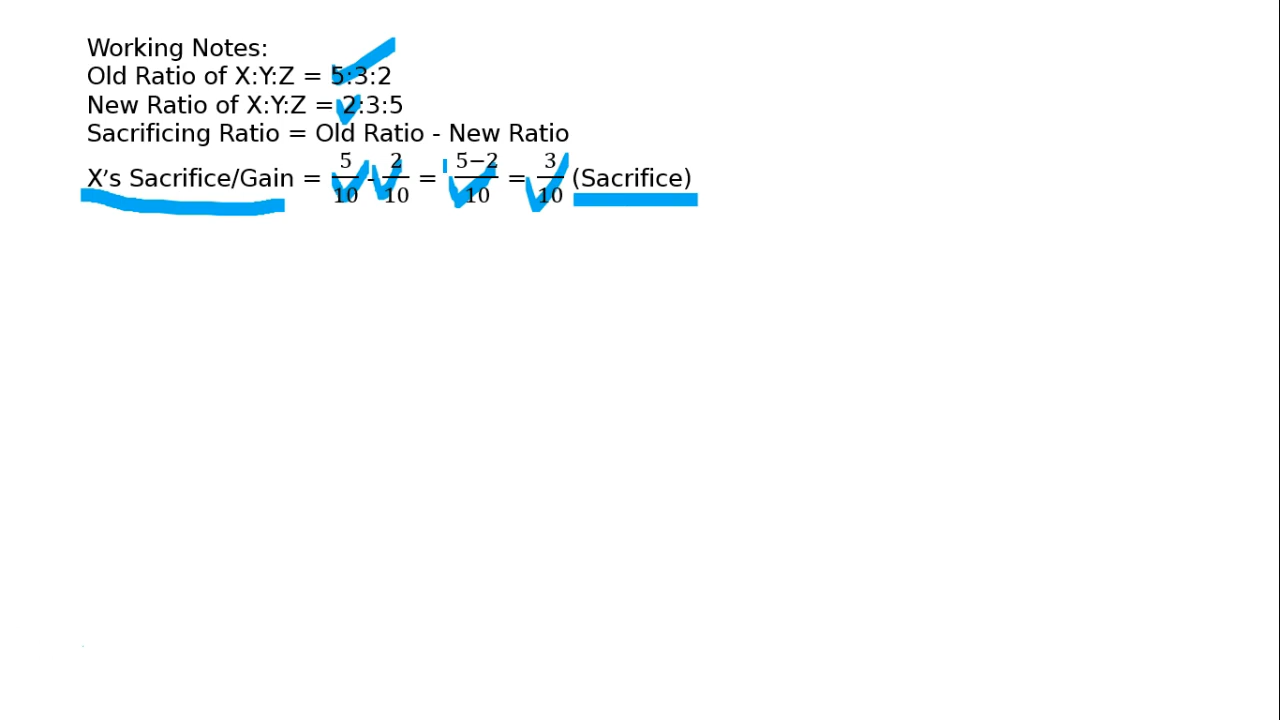 Working Notes:
Old Ratio of X:Y:Z = 5:3:2
New Ratio of X:Y:Z = 2:3:5
Sacrificing Ratio = Old Ratio - New Ratio
X’s Sacrifice/Gain = 5/10 - 2/10 = 5−2/10 = 3/10 (Sacrifice)